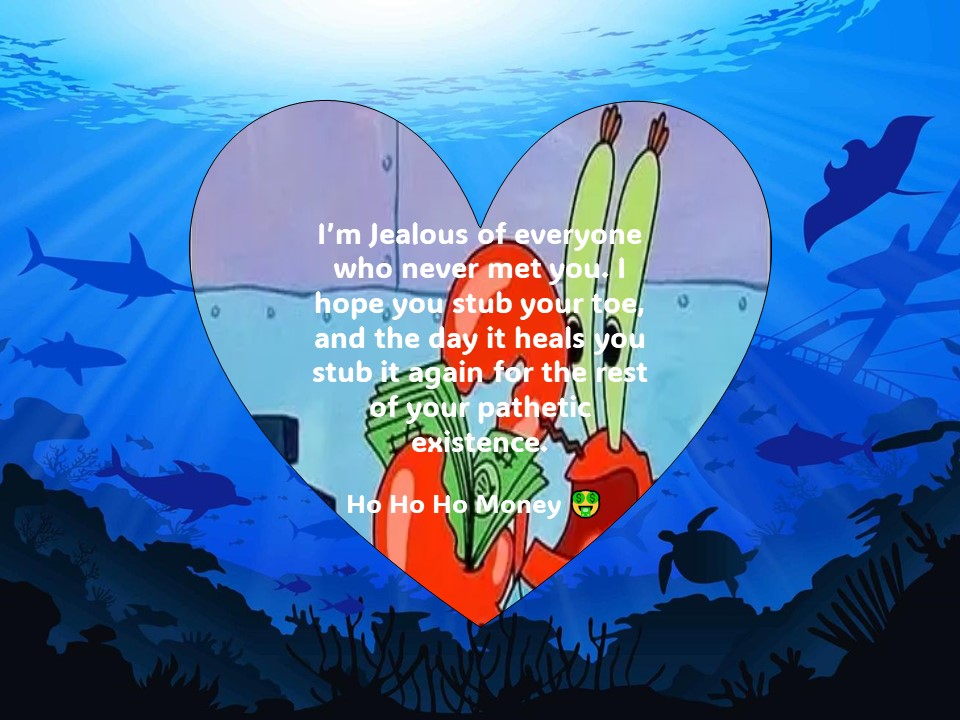 I'm Jealous of everyone
who never met you. I
hope you stub your toe,
and the day it heals you
stub it again for the rest
of your pathetic
existence.
Ho Ho Ho Money 🤑